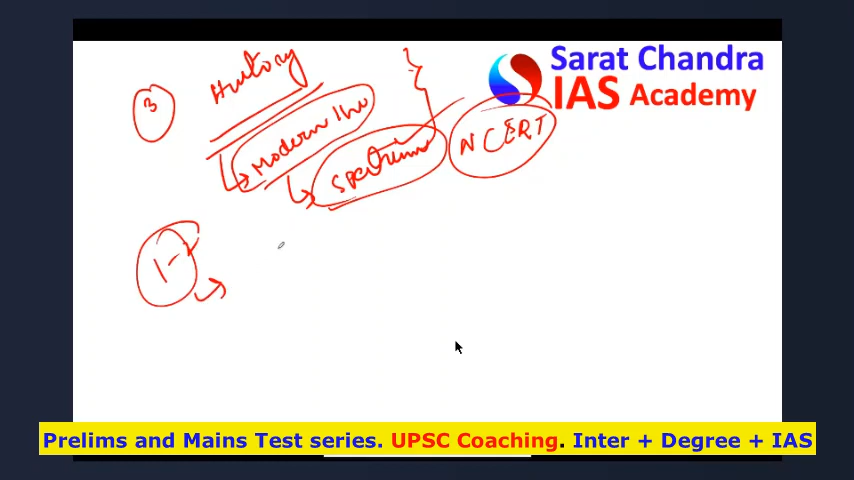 Sarat Chandra
IAS Academy
3
History
Modern
Spectrum
NCERT
1-2
Prelims and Mains Test series. UPSC Coaching. Inter + Degree + IAS